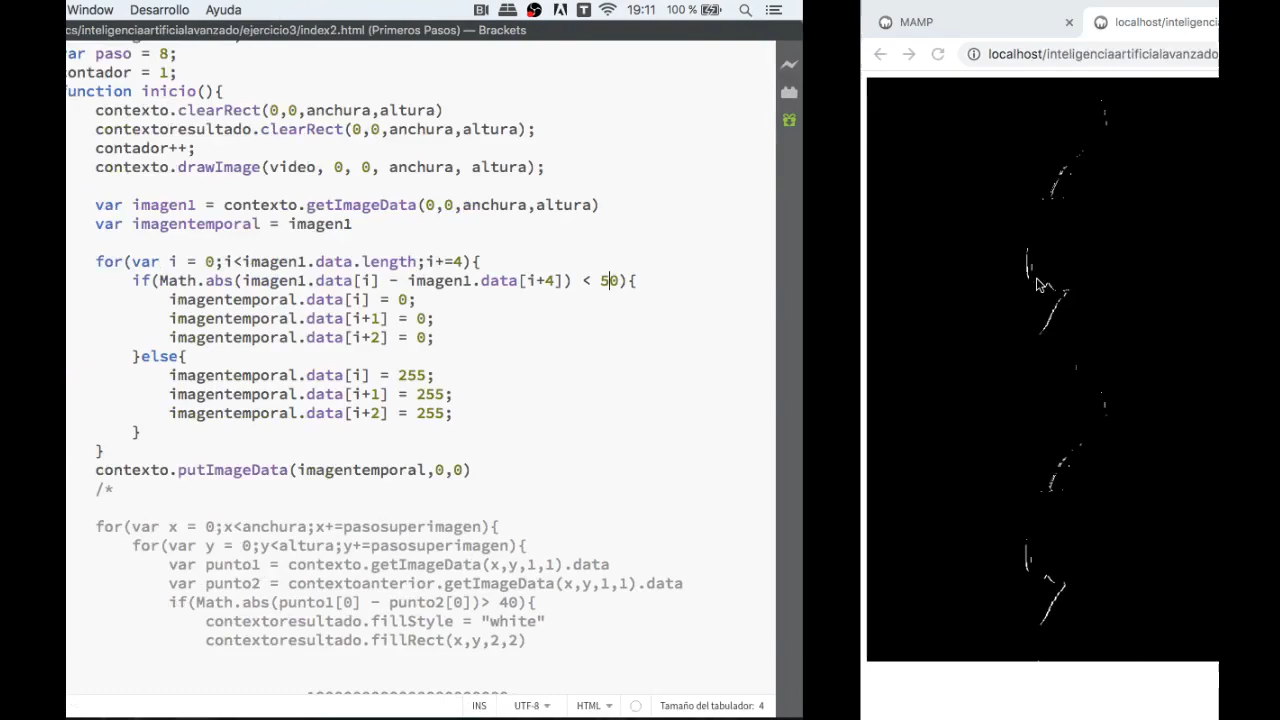 Window Desarrollo Ayuda 19:11 100 %
cs/inteligenciaartificialavanzado/ejercicio3/index2.html (Primeros Pasos) — Brackets
var paso = 8;
contador = 1;
function inicio(){
contexto.clearRect(0,0,anchura,altura)
contextoresultado.clearRect(0,0,anchura,altura);
contador++;
contexto.drawImage(video, 0, 0, anchura, altura);
var imagen1 = contexto.getImageData(0,0,anchura,altura)
var imagentemporal = imagen1
for(var i = 0;i<imagen1.data.length;i+=4){
if(Math.abs(imagen1.data[i] - imagen1.data[i+4]) < 50){
imagentemporal.data[i] = 0;
imagentemporal.data[i+1] = 0;
imagentemporal.data[i+2] = 0;
}else{
imagentemporal.data[i] = 255;
imagentemporal.data[i+1] = 255;
imagentemporal.data[i+2] = 255;
}
}
contexto.putImageData(imagentemporal,0,0)
/*
for(var x = 0;x<anchura;x+=pasosuperimagen){
for(var y = 0;y<altura;y+=pasosuperimagen){
var punto1 = contexto.getImageData(x,y,1,1).data
var punto2 = contextoanterior.getImageData(x,y,1,1).data
if(Math.abs(punto1[0] - punto2[0])> 40){
contextoresultado.fillStyle = "white"
contextoresultado.fillRect(x,y,2,2)
INS UTF-8 HTML Tamaño del tabulador: 4
MAMP
localhost/inteligencia
localhost/inteligenciaartificialavanzado